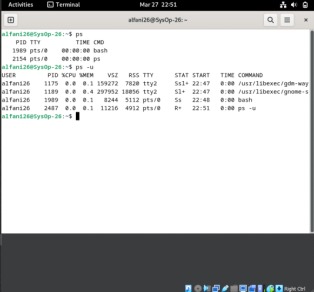 Activities Terminal Mar 27 22:51
alfani26@SysOp-26:~
alfani26@SysOp-26:~$ ps
PID TTY TIME CMD
1989 pts/0 00:00:00 bash
2154 pts/0 00:00:00 ps
alfani26@SysOp-26:~$ ps -u
USER PID %CPU %MEM VSZ RSS TTY STAT START TIME COMMAND
alfani26 1175 0.0 0.1 159272 7820 tty2 Ssl+ 22:47 0:00 /usr/libexec/gdm-way
alfani26 1189 0.0 0.4 297952 18056 tty2 Sl+ 22:47 0:00 /usr/libexec/gnome-s
alfani26 1989 0.0 0.1 8244 5112 pts/0 Ss 22:48 0:00 bash
alfani26 2487 0.0 0.1 11216 4912 pts/0 R+ 22:51 0:00 ps -u
alfani26@SysOp-26:~$
Right Ctrl